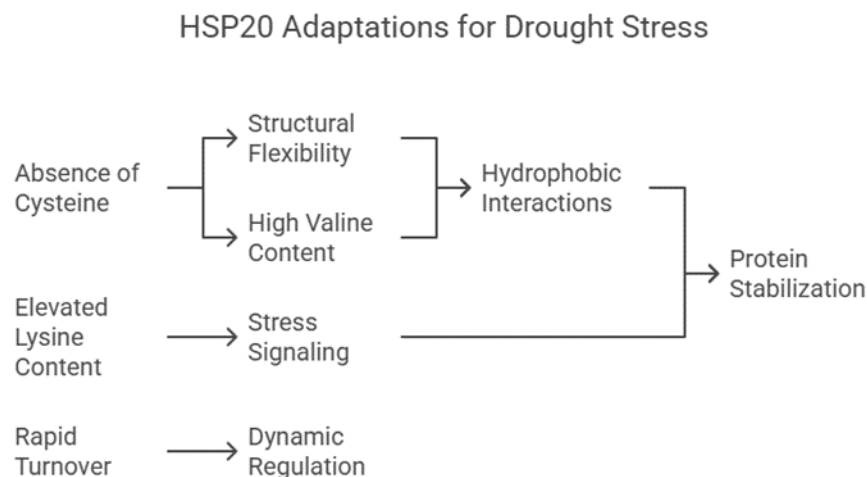 HSP20 Adaptations for Drought Stress
Structural
Flexibility
Absence of
Cysteine
Hydrophobic
Interactions
High Valine
Content
Protein
Stabilization
Elevated
Lysine
Content
Stress
Signaling
Rapid
Turnover
Dynamic
Regulation